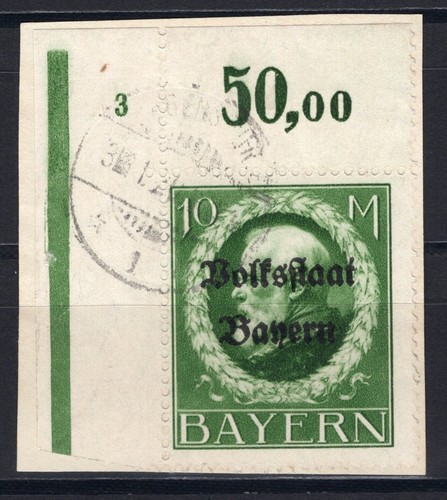 50,00
3
10 M
Volksstaat
Bayern
BAYERN